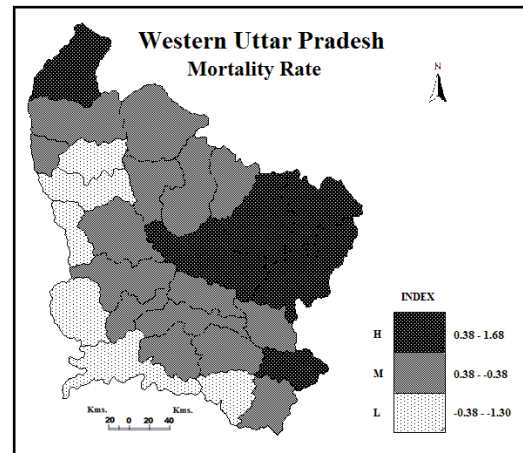 Western Uttar Pradesh
Mortality Rate
N
INDEX
H 0.38 - 1.68
M 0.38 - -0.38
L -0.38 - -1.30
Kms. Kms.
20 0 20 40